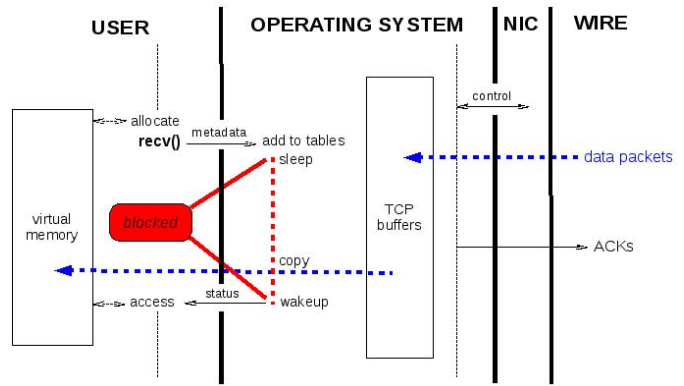 USER
OPERATING SYSTEM
NIC
WIRE
control
allocate
metadata
recv()
add to tables
sleep
data packets
virtual
memory
blocked
TCP
buffers
ACKs
copy
status
access
wakeup